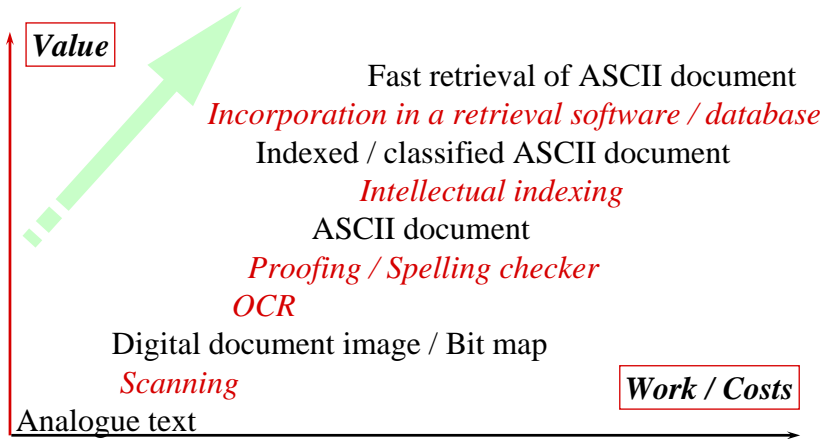 Value
Fast retrieval of ASCII document
Incorporation in a retrieval software / database
Indexed / classified ASCII document
Intellectual indexing
ASCII document
Proofing / Spelling checker
OCR
Digital document image / Bit map
Scanning
Work / Costs
Analogue text